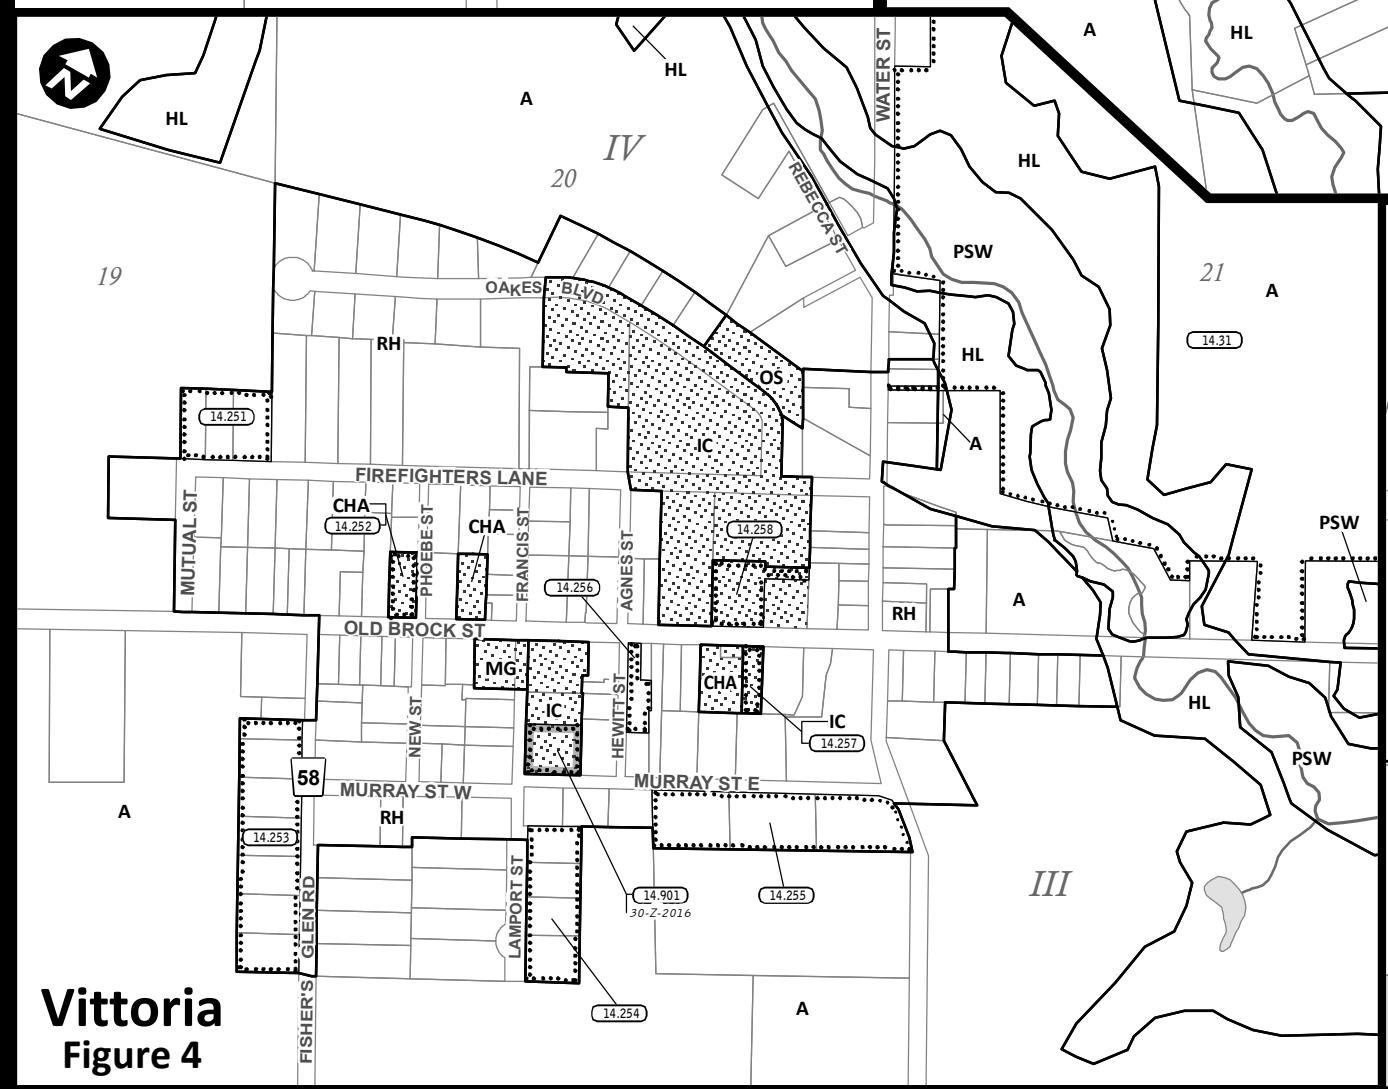 A
HL
HL
HL
A
WATER ST
N
HL
IV
HL
20
REBECCA ST
PSW
19
21
A
OAKES BLVD
14.31
RH
HL
OS
14.251
IC
A
FIREFIGHTERS LANE
CHA
14.252
CHA
MUTUAL ST
PHOEBE ST
FRANCIS ST
AGNES ST
14.258
PSW
14.256
A
RH
OLD BROCK ST
MG
CHA
HL
IC
IC
14.257
NEW ST
HEWITT ST
PSW
58
MURRAY ST W
MURRAY ST E
A
RH
14.253
14.901
30-Z-2016
14.255
III
GLEN RD
LAMPORT ST
FISHER'S
14.254
A
Vittoria
Figure 4